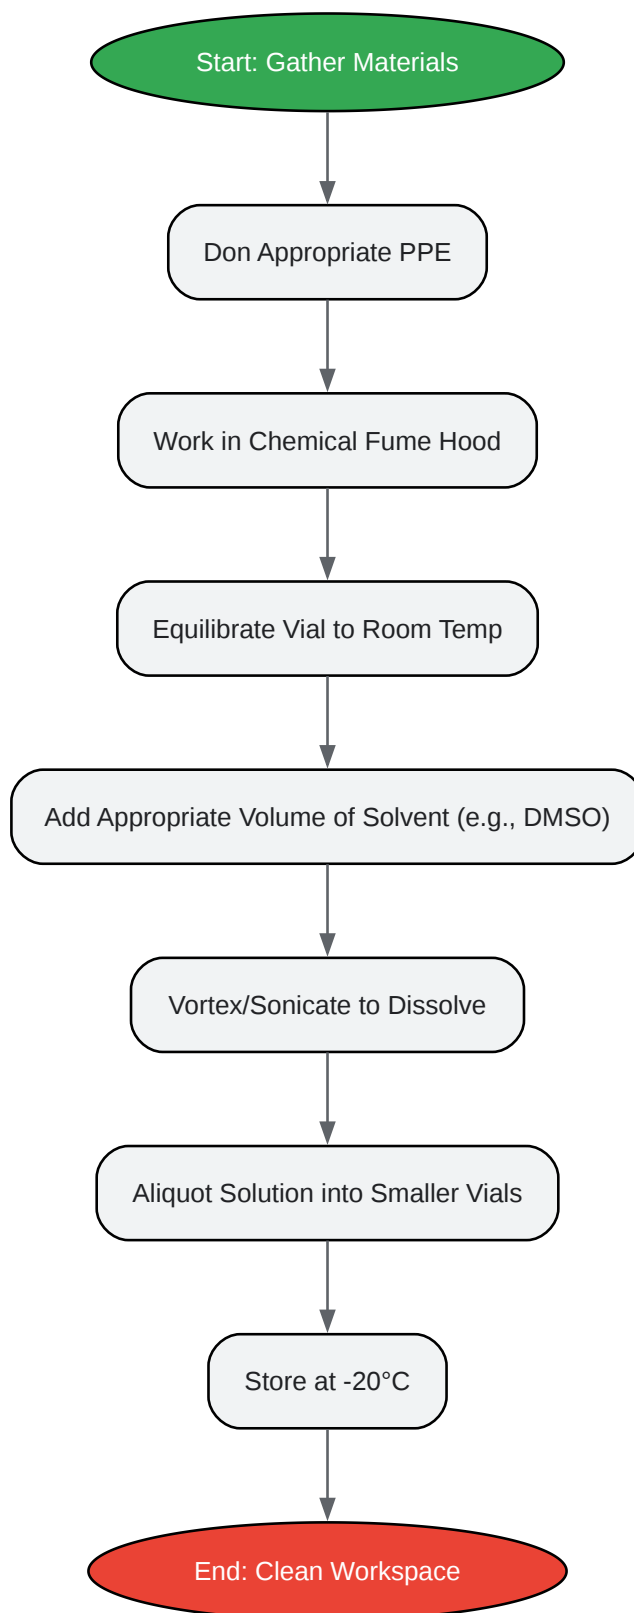 Start: Gather Materials
Don Appropriate PPE
Work in Chemical Fume Hood
Equilibrate Vial to Room Temp
Add Appropriate Volume of Solvent (e.g., DMSO)
Vortex/Sonicate to Dissolve
Aliquot Solution into Smaller Vials
Store at -20°C
End: Clean Workspace